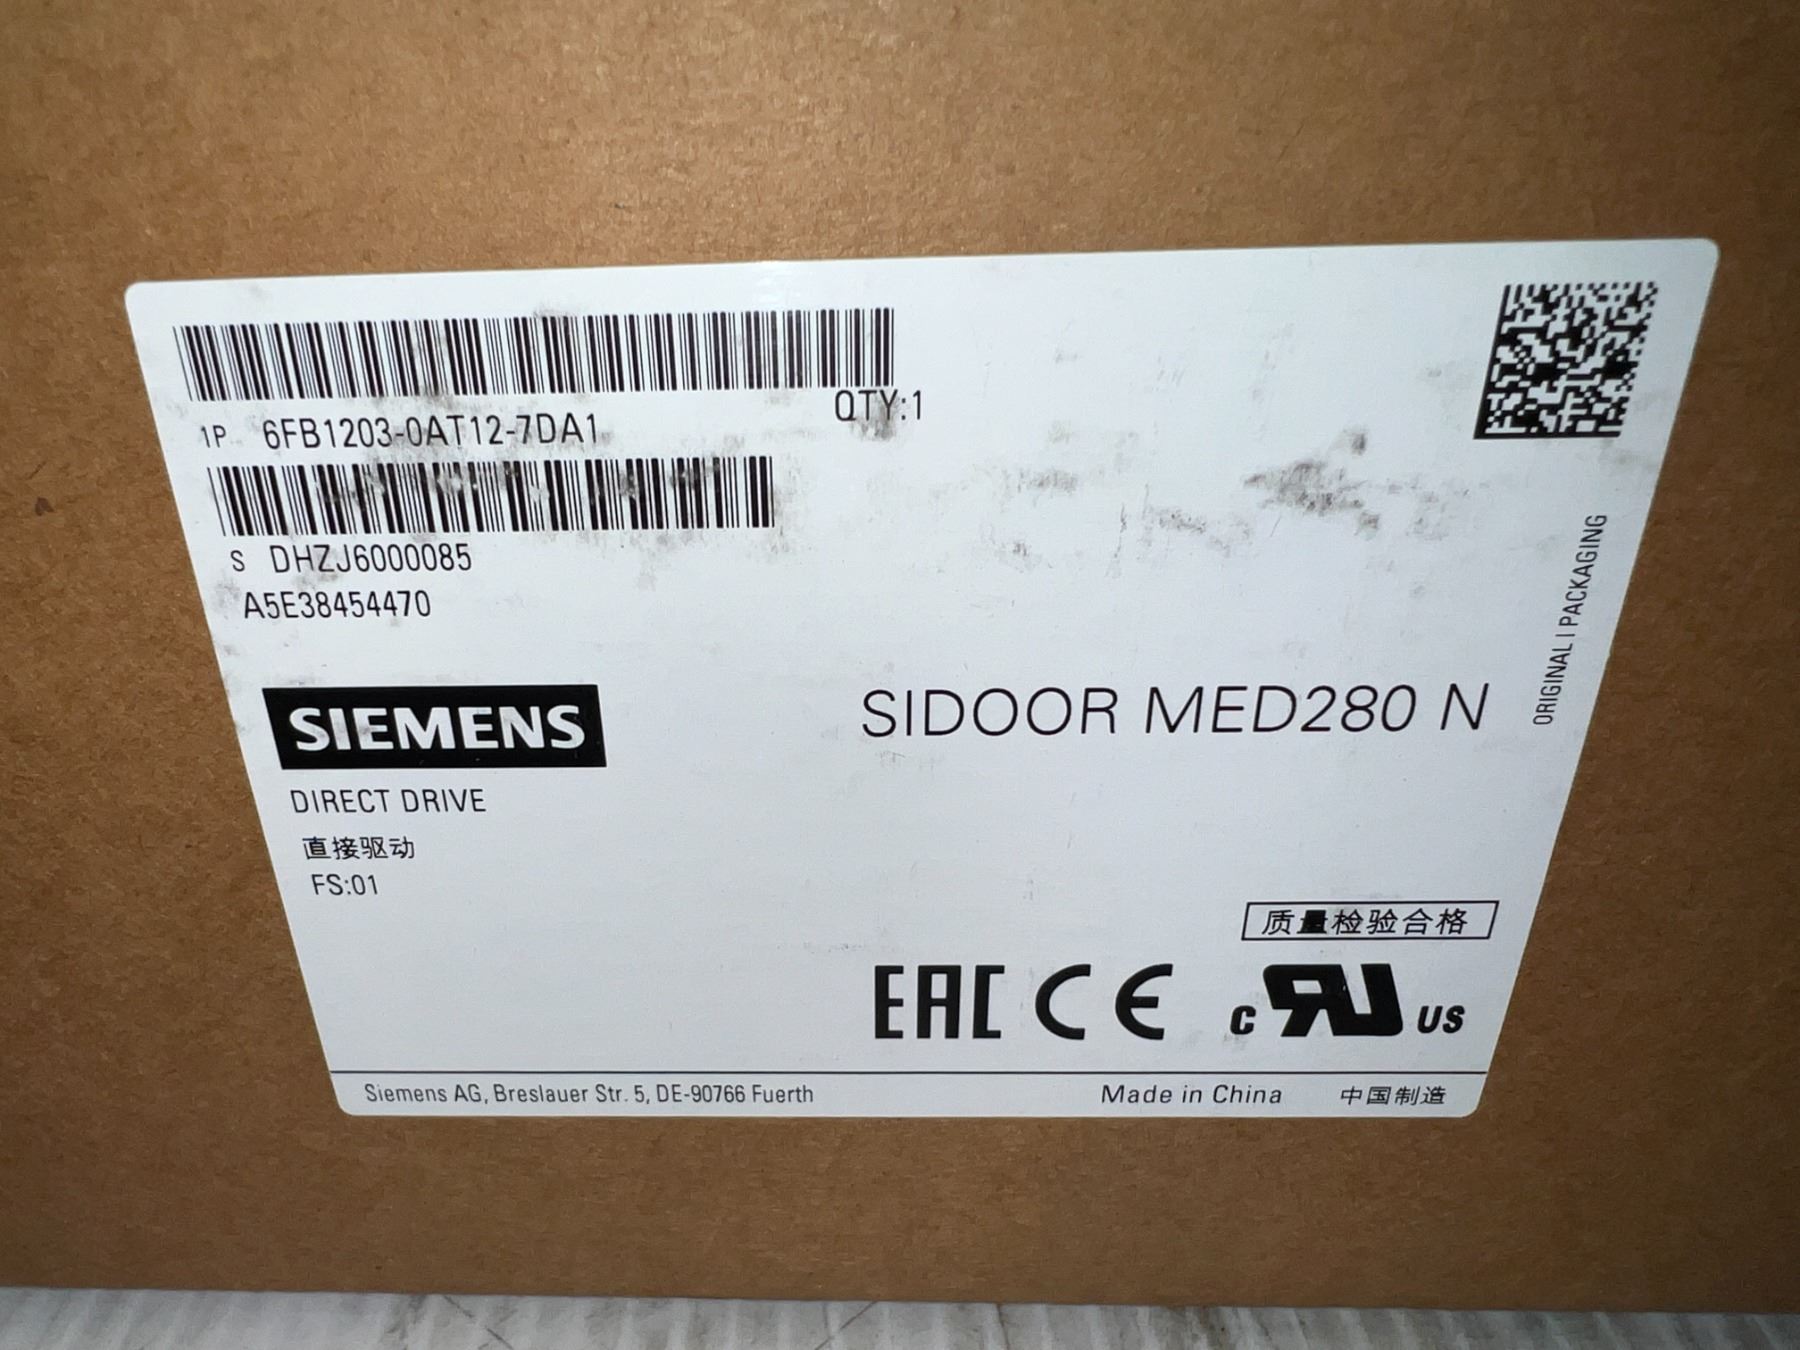 1P 6FB1203-0AT12-7DA1
QTY:1
S DHZJ6000085
A5E38454470
SIEMENS
SIDOOR MED280 N
ORIGINAL | PACKAGING
DIRECT DRIVE
直接驱动
FS:01
质量检验合格
EAC CE c RU US
Siemens AG, Breslauer Str. 5, DE-90766 Fuerth
Made in China 中国制造